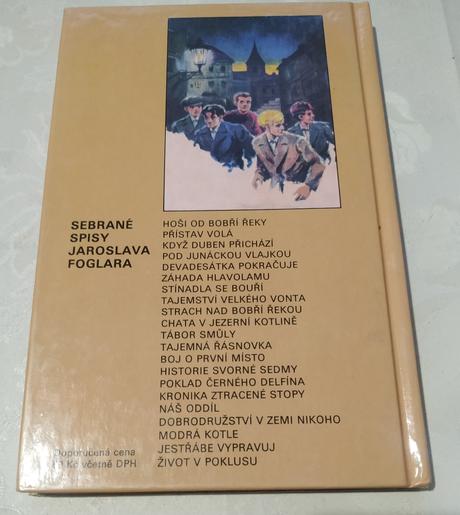 SEBRANÉ
SPISY
JAROSLAVA
FOGLARA
HOŠI OD BOBŘÍ ŘEKY
PŘÍSTAV VOLÁ
KDYŽ DUBEN PŘICHÁZÍ
POD JUNÁCKOU VLAJKOU
DEVADESÁTKA POKRAČUJE
ZÁHADA HLAVOLAMU
STÍNADLA SE BOUŘÍ
TAJEMSTVÍ VELKÉHO VONTA
STRACH NAD BOBŘÍ ŘEKOU
CHATA V JEZERNÍ KOTLINĚ
TÁBOR SMŮLY
TAJEMNÁ ŘÁSNOVKA
BOJ O PRVNÍ MÍSTO
HISTORIE SVORNÉ SEDMY
POKLAD ČERNÉHO DELFÍNA
KRONIKA ZTRACENÉ STOPY
NÁŠ ODDÍL
DOBRODRUŽSTVÍ V ZEMI NIKOHO
MODRÁ KOTLE
JESTŘÁBE VYPRAVUJ
ŽIVOT V POKLUSU
Doporučená cena
Kč včetně DPH